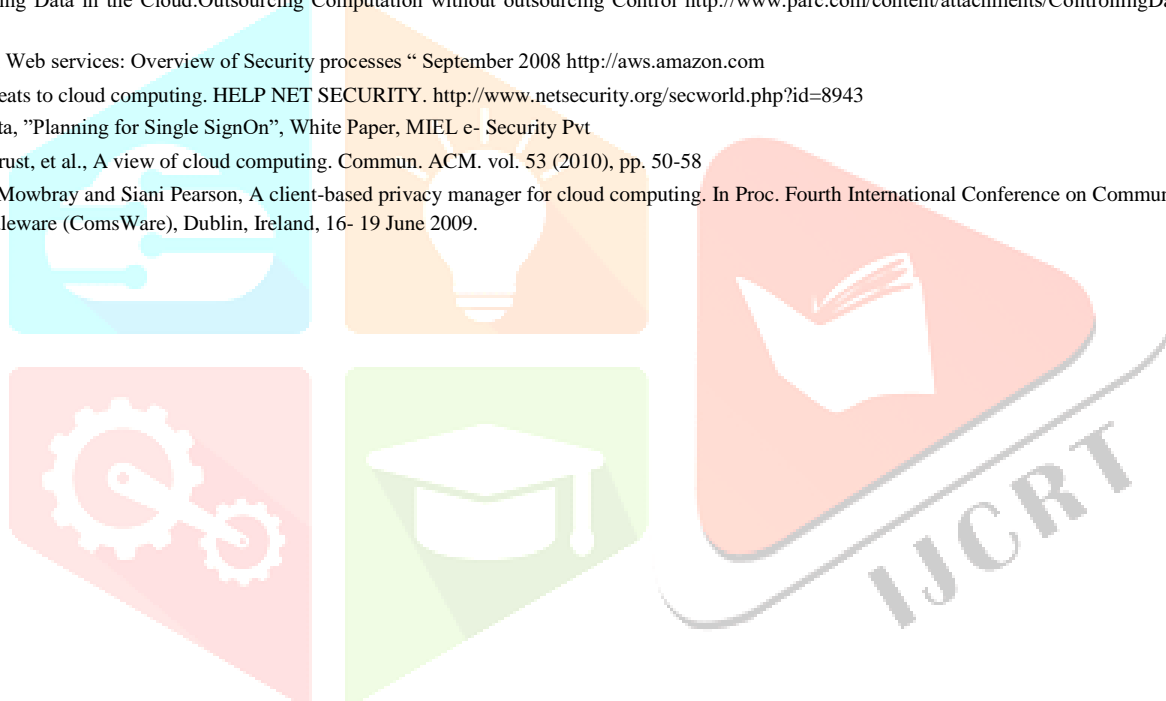 ing Data in the Cloud:Outsourcing Computation without outsourcing Control http://www.parc.com/content/attachments/ControllingDa
Web services: Overview of Security processes “ September 2008 http://aws.amazon.com
eats to cloud computing. HELP NET SECURITY. http://www.netsecurity.org/secworld.php?id=8943
ta, ”Planning for Single SignOn”, White Paper, MIEL e- Security Pvt
rust, et al., A view of cloud computing. Commun. ACM. vol. 53 (2010), pp. 50-58
Mowbray and Siani Pearson, A client-based privacy manager for cloud computing. In Proc. Fourth International Conference on Commun
leware (ComsWare), Dublin, Ireland, 16- 19 June 2009.
IJCRT